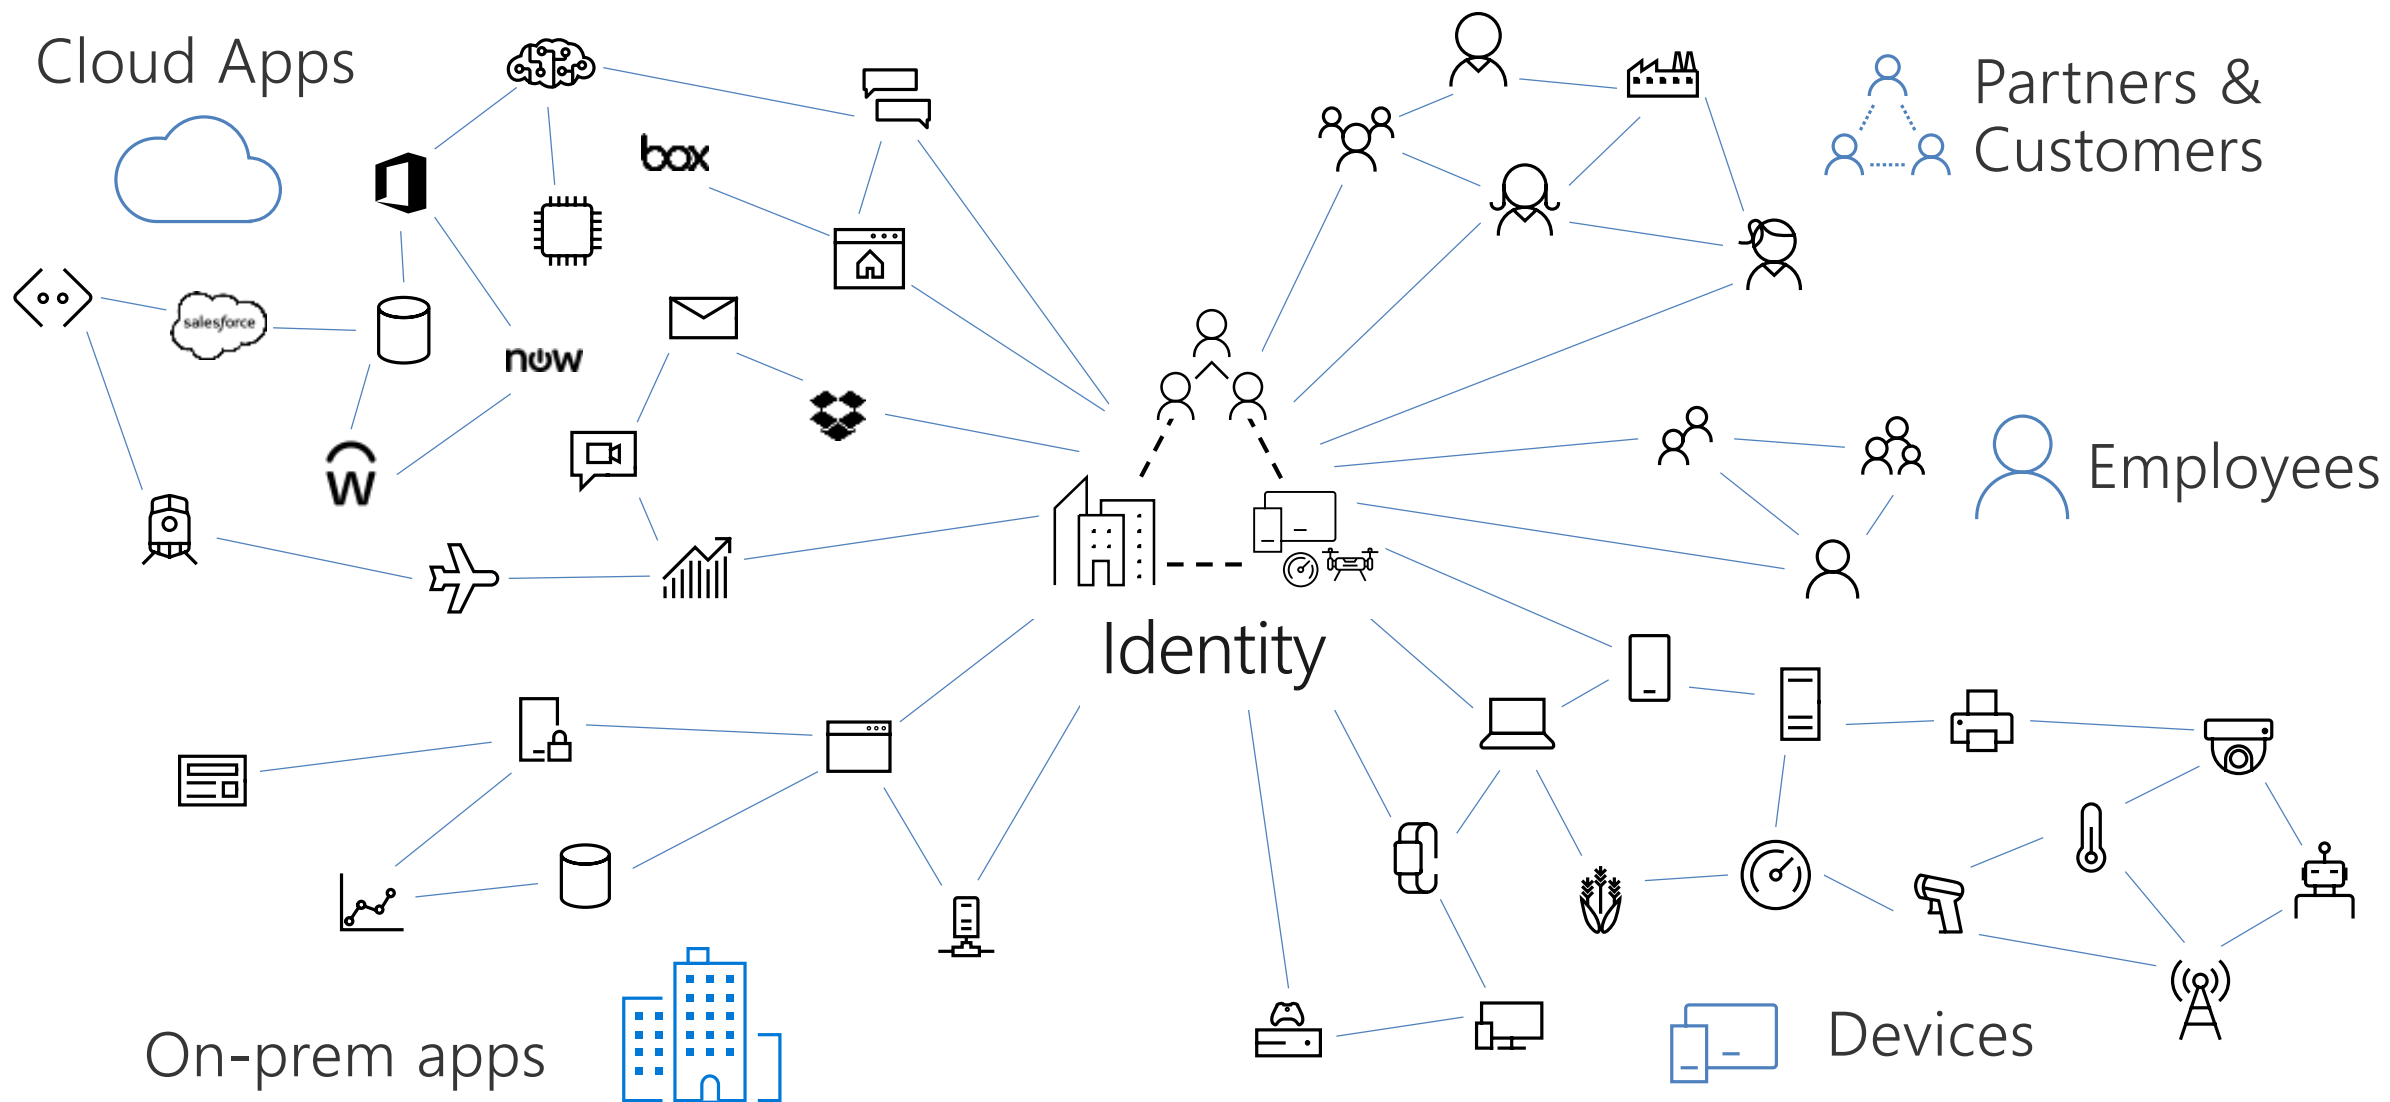 Cloud Apps
box
salesforce
now
W
Partners &
Customers
Employees
Identity
On-prem apps
Devices